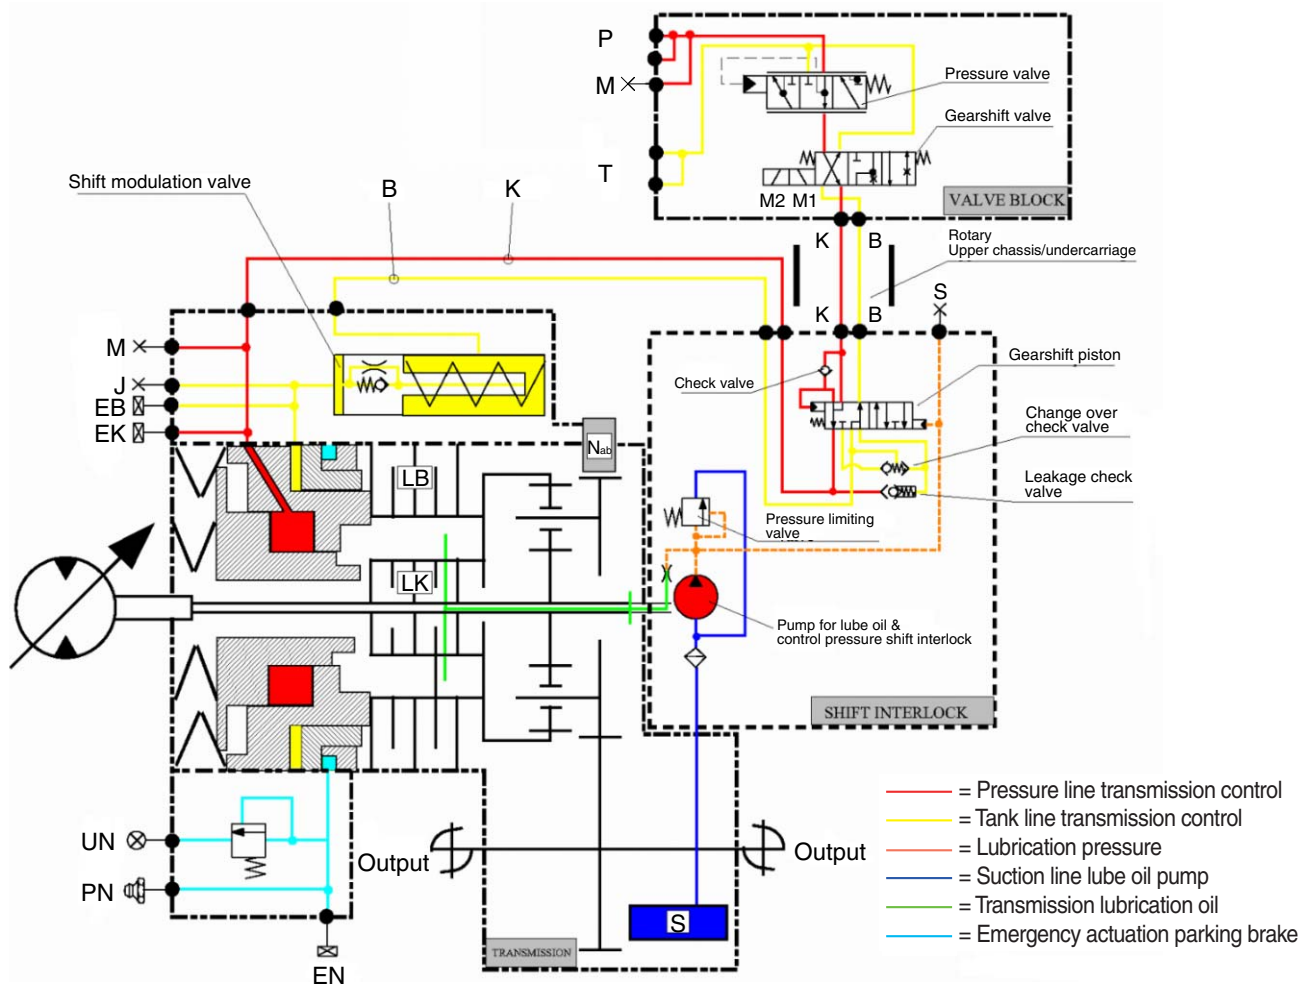 P
Pressure valve
M
Gearshift valve
T
Shift modulation valve
B
K
M2 M1
VALVE BLOCK
K
B
Rotary
Upper chassis/undercarriage
S
K
B
M
Gearshift piston
Check valve
J
EB
EK
Change over
check valve
Nab
LB
Leakage check
valve
Pressure limiting
valve
LK
Pump for lube oil &
control pressure shift interlock
SHIFT INTERLOCK
= Pressure line transmission control
= Tank line transmission control
= Lubrication pressure
= Suction line lube oil pump
= Transmission lubrication oil
= Emergency actuation parking brake
UN
PN
Output
Output
S
TRANSMISSION
EN